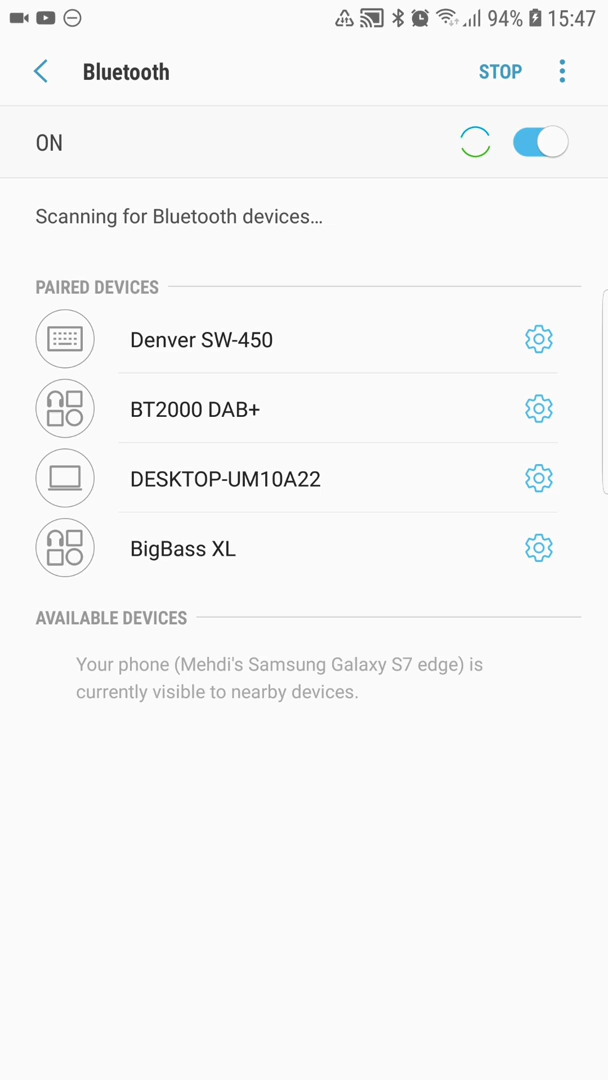 94% 15:47
Bluetooth STOP
ON
Scanning for Bluetooth devices...
PAIRED DEVICES
Denver SW-450
BT2000 DAB+
DESKTOP-UM10A22
BigBass XL
AVAILABLE DEVICES
Your phone (Mehdi's Samsung Galaxy S7 edge) is
currently visible to nearby devices.